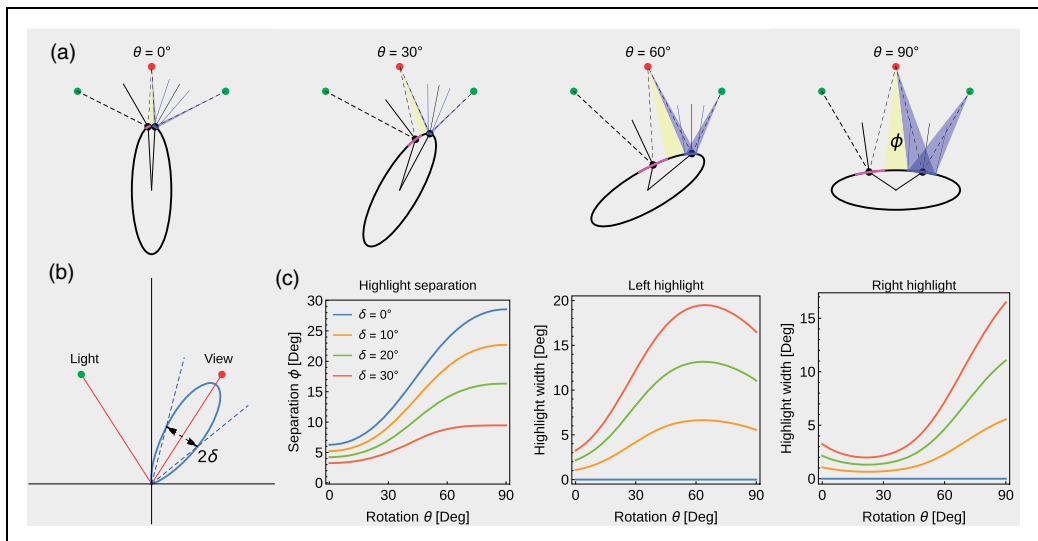 (a)
θ = 0°
θ = 30°
θ = 60°
θ = 90°
ϕ
(b)
Light
View
2δ
(c)
Highlight separation
Left highlight
Right highlight
Separation ϕ [Deg]
30
25
20
15
10
5
0
δ = 0°
δ = 10°
δ = 20°
δ = 30°
0
30
60
90
Rotation θ [Deg]
Highlight width [Deg]
20
15
10
5
0
0
30
60
90
Rotation θ [Deg]
Highlight width [Deg]
15
10
5
0
0
30
60
90
Rotation θ [Deg]